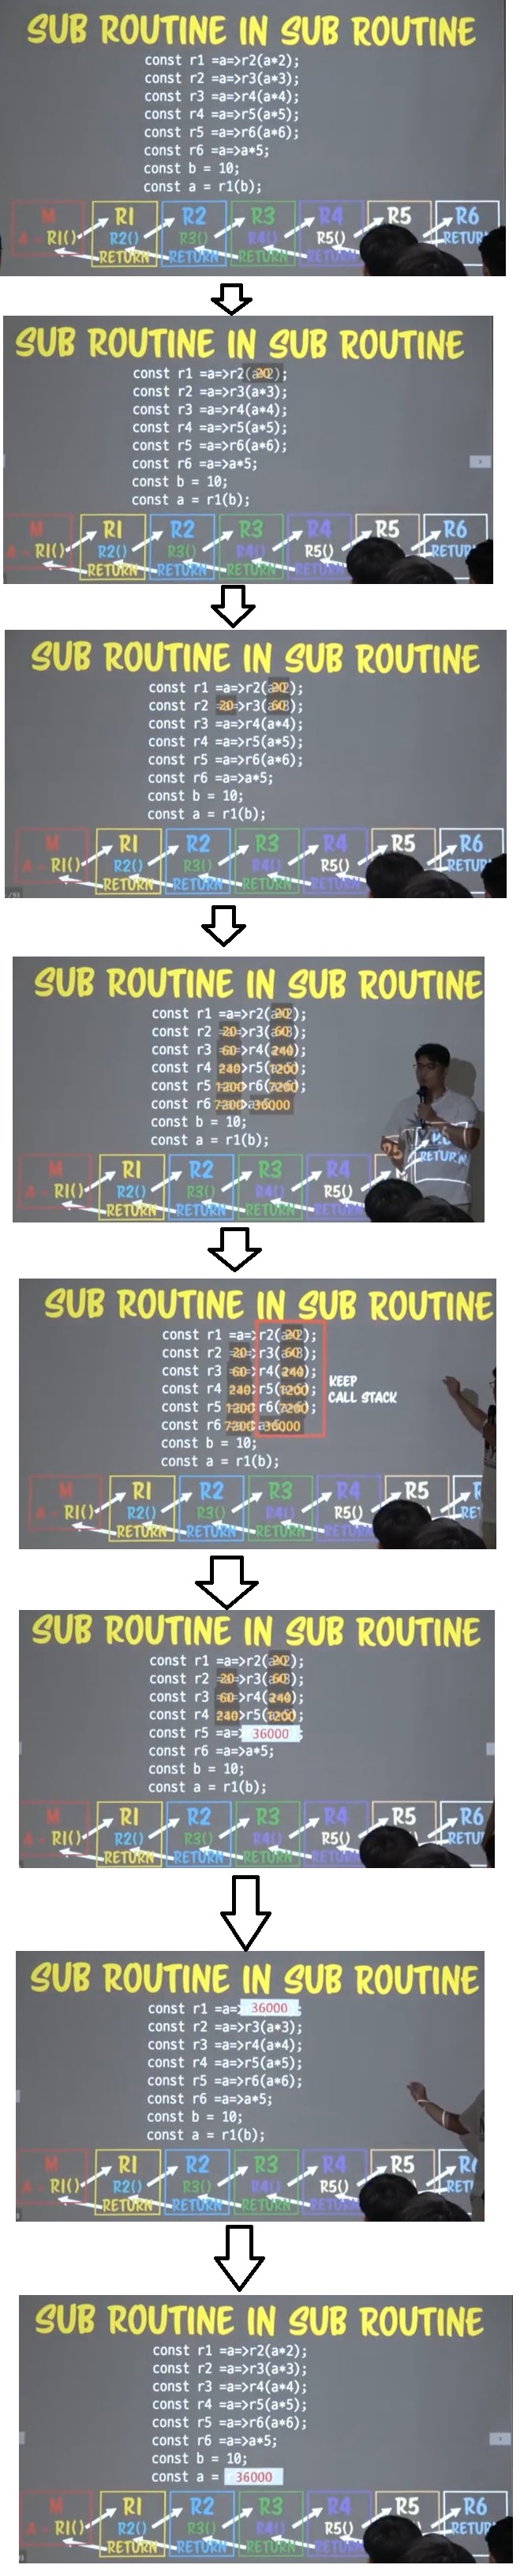 SUB ROUTINE IN SUB ROUTINE
const r1 =a=>r2(a*2);
const r2 =a=>r3(a*3);
const r3 =a=>r4(a*4);
const r4 =a=>r5(a*5);
const r5 =a=>r6(a*6);
const r6 =a=>a*5;
const b = 10;
const a = r1(b);
M R1 R2 R3 R4 R5 R6
A = R1() R2() R3() R4() R5()
RETURN RETURN RETURN RETURN
SUB ROUTINE IN SUB ROUTINE
const r1 =a=>r2(20);
const r2 =a=>r3(a*3);
const r3 =a=>r4(a*4);
const r4 =a=>r5(a*5);
const r5 =a=>r6(a*6);
const r6 =a=>a*5;
const b = 10;
const a = r1(b);
M R1 R2 R3 R4 R5 R6
A = R1() R2() R3() R4() R5()
RETURN RETURN RETURN RETURN
SUB ROUTINE IN SUB ROUTINE
const r1 =a=>r2(20);
const r2 =20>r3(60);
const r3 =a=>r4(a*4);
const r4 =a=>r5(a*5);
const r5 =a=>r6(a*6);
const r6 =a=>a*5;
const b = 10;
const a = r1(b);
M R1 R2 R3 R4 R5 R6
A = R1() R2() R3() R4() R5()
RETURN RETURN RETURN RETURN
SUB ROUTINE IN SUB ROUTINE
const r1 =a=>r2(20);
const r2 =20>r3(60);
const r3 =60>r4(240);
const r4 240>r5(1200);
const r5 1200>r6(7200);
const r6 7200>36000
const b = 10;
const a = r1(b);
M R1 R2 R3 R4
A = R1() R2() R3() R4() R5() RETURN
RETURN RETURN RETURN RETURN
SUB ROUTINE IN SUB ROUTINE
const r1 =a=>r2(20);
const r2 =20>r3(60);
const r3 =60>r4(240);
const r4 240>r5(1200);
const r5 1200>r6(7200);
const r6 7200>36000
const b = 10;
const a = r1(b);
KEEP
CALL STACK
M R1 R2 R3 R4 R5
A = R1() R2() R3() R4() R5()
RETURN RETURN RETURN RETURN
SUB ROUTINE IN SUB ROUTINE
const r1 =a=>r2(20);
const r2 =20>r3(60);
const r3 =60>r4(240);
const r4 240>r5(1200);
const r5 =a=> 36000 ;
const r6 =a=>a*5;
const b = 10;
const a = r1(b);
M R1 R2 R3 R4 R5 R6
A = R1() R2() R3() R4() R5()
RETURN RETURN RETURN RETURN
SUB ROUTINE IN SUB ROUTINE
const r1 =a=> 36000 ;
const r2 =a=>r3(a*3);
const r3 =a=>r4(a*4);
const r4 =a=>r5(a*5);
const r5 =a=>r6(a*6);
const r6 =a=>a*5;
const b = 10;
const a = r1(b);
M R1 R2 R3 R4 R5
A = R1() R2() R3() R4() R5()
RETURN RETURN RETURN RETURN
SUB ROUTINE IN SUB ROUTINE
const r1 =a=>r2(a*2);
const r2 =a=>r3(a*3);
const r3 =a=>r4(a*4);
const r4 =a=>r5(a*5);
const r5 =a=>r6(a*6);
const r6 =a=>a*5;
const b = 10;
const a = 36000
M R1 R2 R3 R4 R5 R6
A = R1() R2() R3() R4() R5()
RETURN RETURN RETURN RETURN